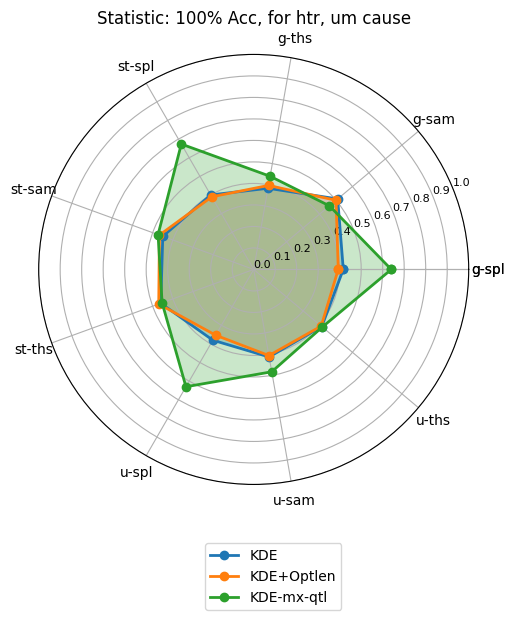 Statistic: 100% Acc, for htr, um cause
g-ths
st-spl
g-sam
1.0
0.9
0.8
0.7
0.6
0.5
0.4
0.3
0.2
0.1
0.0
st-sam
g-spl
st-ths
u-ths
u-spl
u-sam
KDE
KDE+Optlen
KDE-mx-qtl